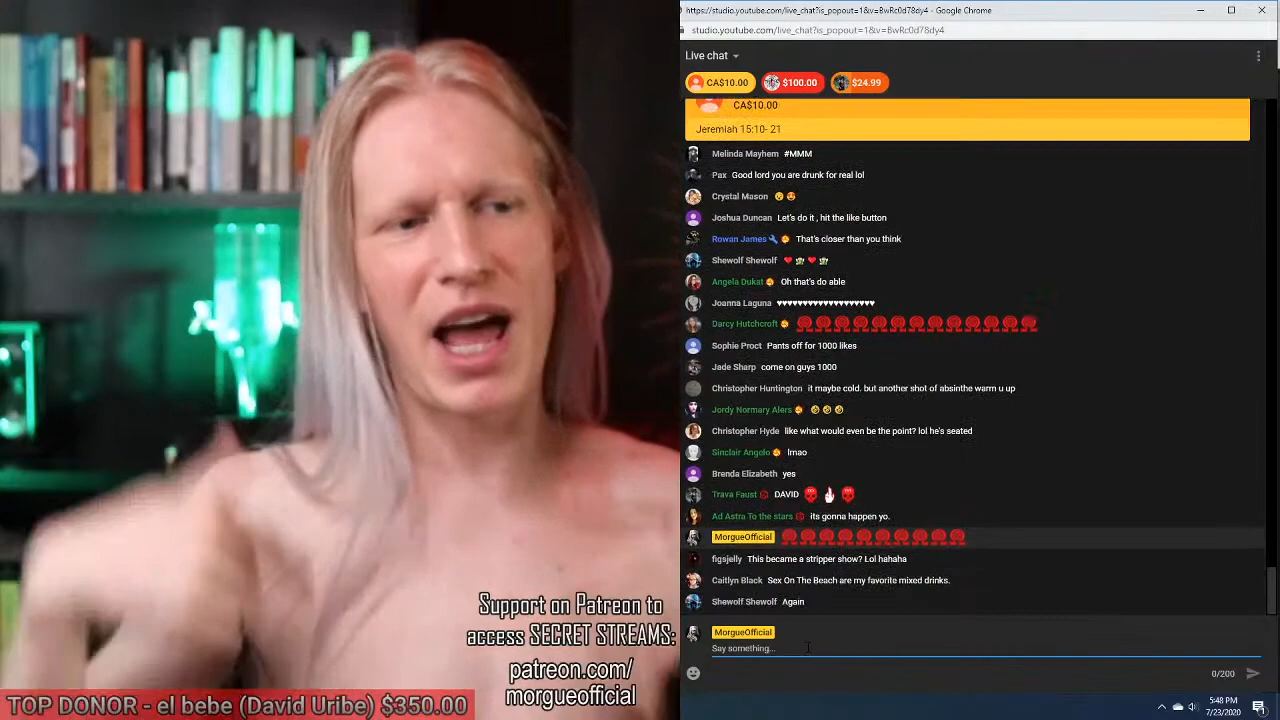 https://studio.youtube.com/live_chat?is_popout=1&v=BwRc0d78dy4 - Google Chrome
studio.youtube.com/live_chat?is_popout=1&v=BwRc0d78dy4
Live chat
CA$10.00 $100.00 $24.99
CA$10.00
Jeremiah 15:10- 21
Melinda Mayhem #MMM
Pax Good lord you are drunk for real lol
Crystal Mason
Joshua Duncan Let's do it , hit the like button
Rowan James That's closer than you think
Shewolf Shewolf
Angela Dukat Oh that's do able
Joanna Laguna ♥♥♥♥♥♥♥♥♥♥♥♥♥♥♥♥♥♥♥
Darcy Hutchcroft
Sophie Proct Pants off for 1000 likes
Jade Sharp come on guys 1000
Christopher Huntington it maybe cold. but another shot of absinthe warm u up
Jordy Normary Alers
Christopher Hyde like what would even be the point? lol he's seated
Sinclair Angelo lmao
Brenda Elizabeth yes
Trava Faust DAVID
Ad Astra To the stars its gonna happen yo.
MorgueOfficial
figsjelly This became a stripper show? Lol hahaha
Caitlyn Black Sex On The Beach are my favorite mixed drinks.
Shewolf Shewolf Again
MorgueOfficial
Say something...
0/200
5:48 PM
7/23/2020
Support on Patreon to
access SECRET STREAMS:
patreon.com/
morgueofficial
TOP DONOR - el bebe (David Uribe) $350.00